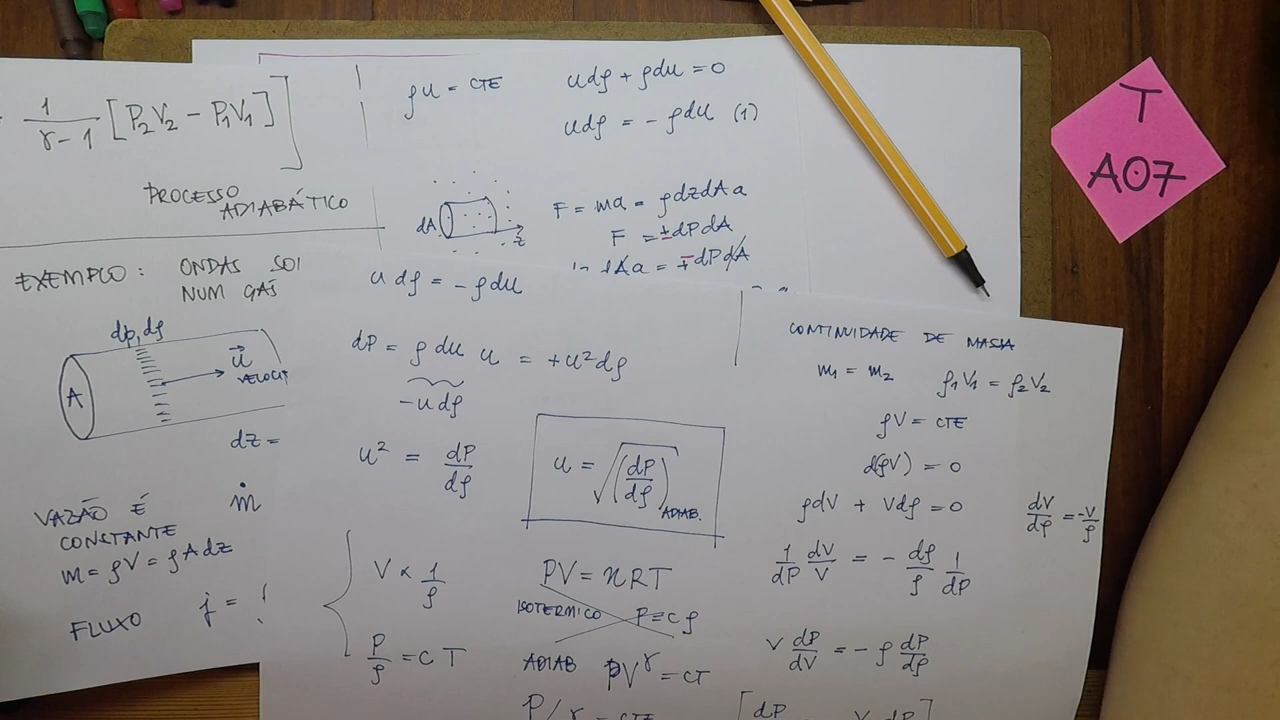 1/(γ-1) [P₂V₂ - P₁V₁]
PROCESSO
ADIABÁTICO
EXEMPLO: ONDAS
NUM GÁS
dp,dρ
A
u⃗
dz =
VAZÃO É
CONSTANTE
ṁ
m = ρV = ρAdz
FLUXO j =
ρu = CTE
udρ + ρdu = 0
udρ = - ρdu (1)
dA
z
F = ma = ρdzdAa
F = ±dPdA
dAa = ∓dPdA
udρ = - ρdu
dP = ρdu u = +u²dρ
-udρ
u² = dP/dρ
u = √(dP/dρ) ADIAB.
V ∝ 1/ρ
P/ρ = CT
PV = nRT
ISOTÉRMICO P = Cρ
ADIAB PV^γ = CT
CONTINUIDADE DE MASSA
m₁ = m₂ ρ₁V₁ = ρ₂V₂
ρV = CTE
d(ρV) = 0
ρdV + Vdρ = 0
dV/dρ = -V/ρ
1/dP dV/V = - dρ/ρ 1/dP
V dP/dV = - ρ dP/dρ
T
A07